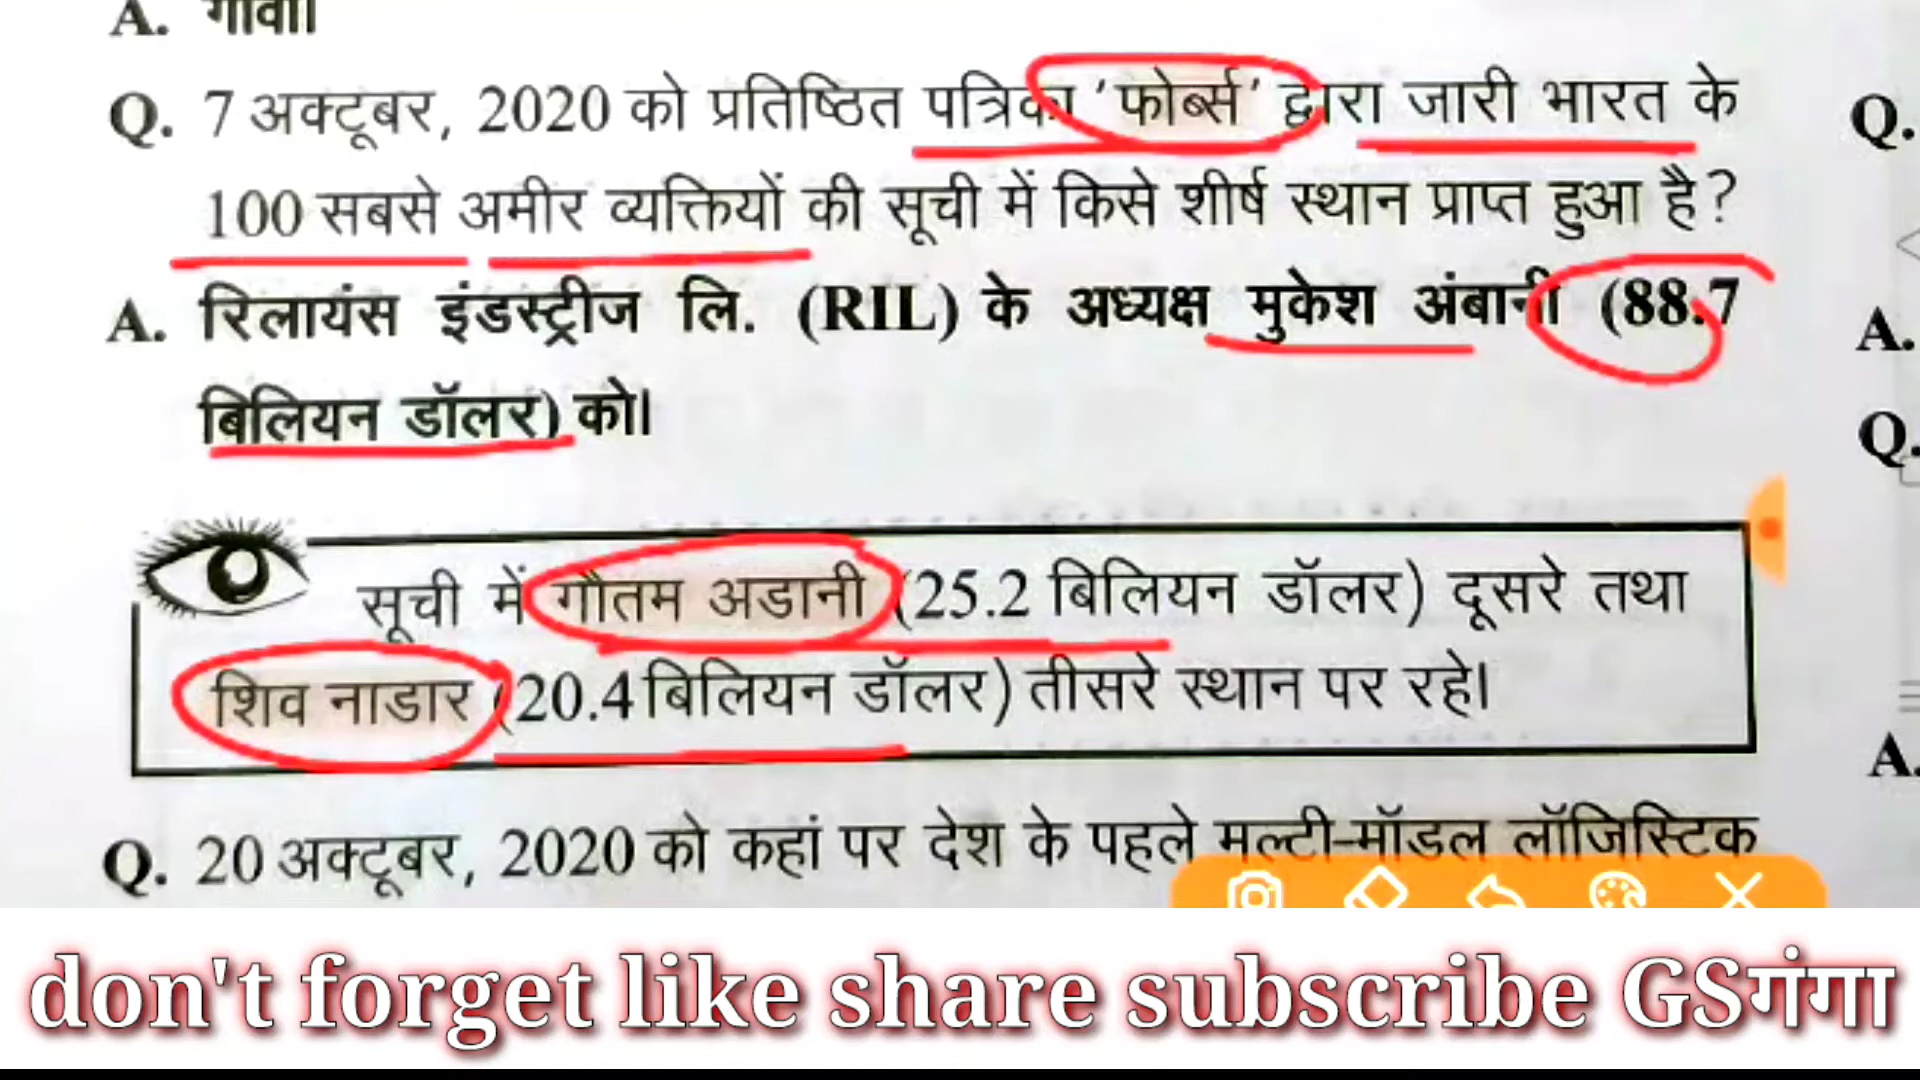 A. गोवा।
Q. 7 अक्टूबर, 2020 को प्रतिष्ठित पत्रिका 'फोर्ब्स' द्वारा जारी भारत के
100 सबसे अमीर व्यक्तियों की सूची में किसे शीर्ष स्थान प्राप्त हुआ है?
A. रिलायंस इंडस्ट्रीज लि. (RIL) के अध्यक्ष मुकेश अंबानी (88.7
बिलियन डॉलर) को।
सूची में गौतम अडानी (25.2 बिलियन डॉलर) दूसरे तथा
शिव नाडार (20.4 बिलियन डॉलर) तीसरे स्थान पर रहे।
Q. 20 अक्टूबर, 2020 को कहां पर देश के पहले मल्टी-मॉडल लॉजिस्टिक
Q.
A.
Q.
A.
don't forget like share subscribe GSगंगा